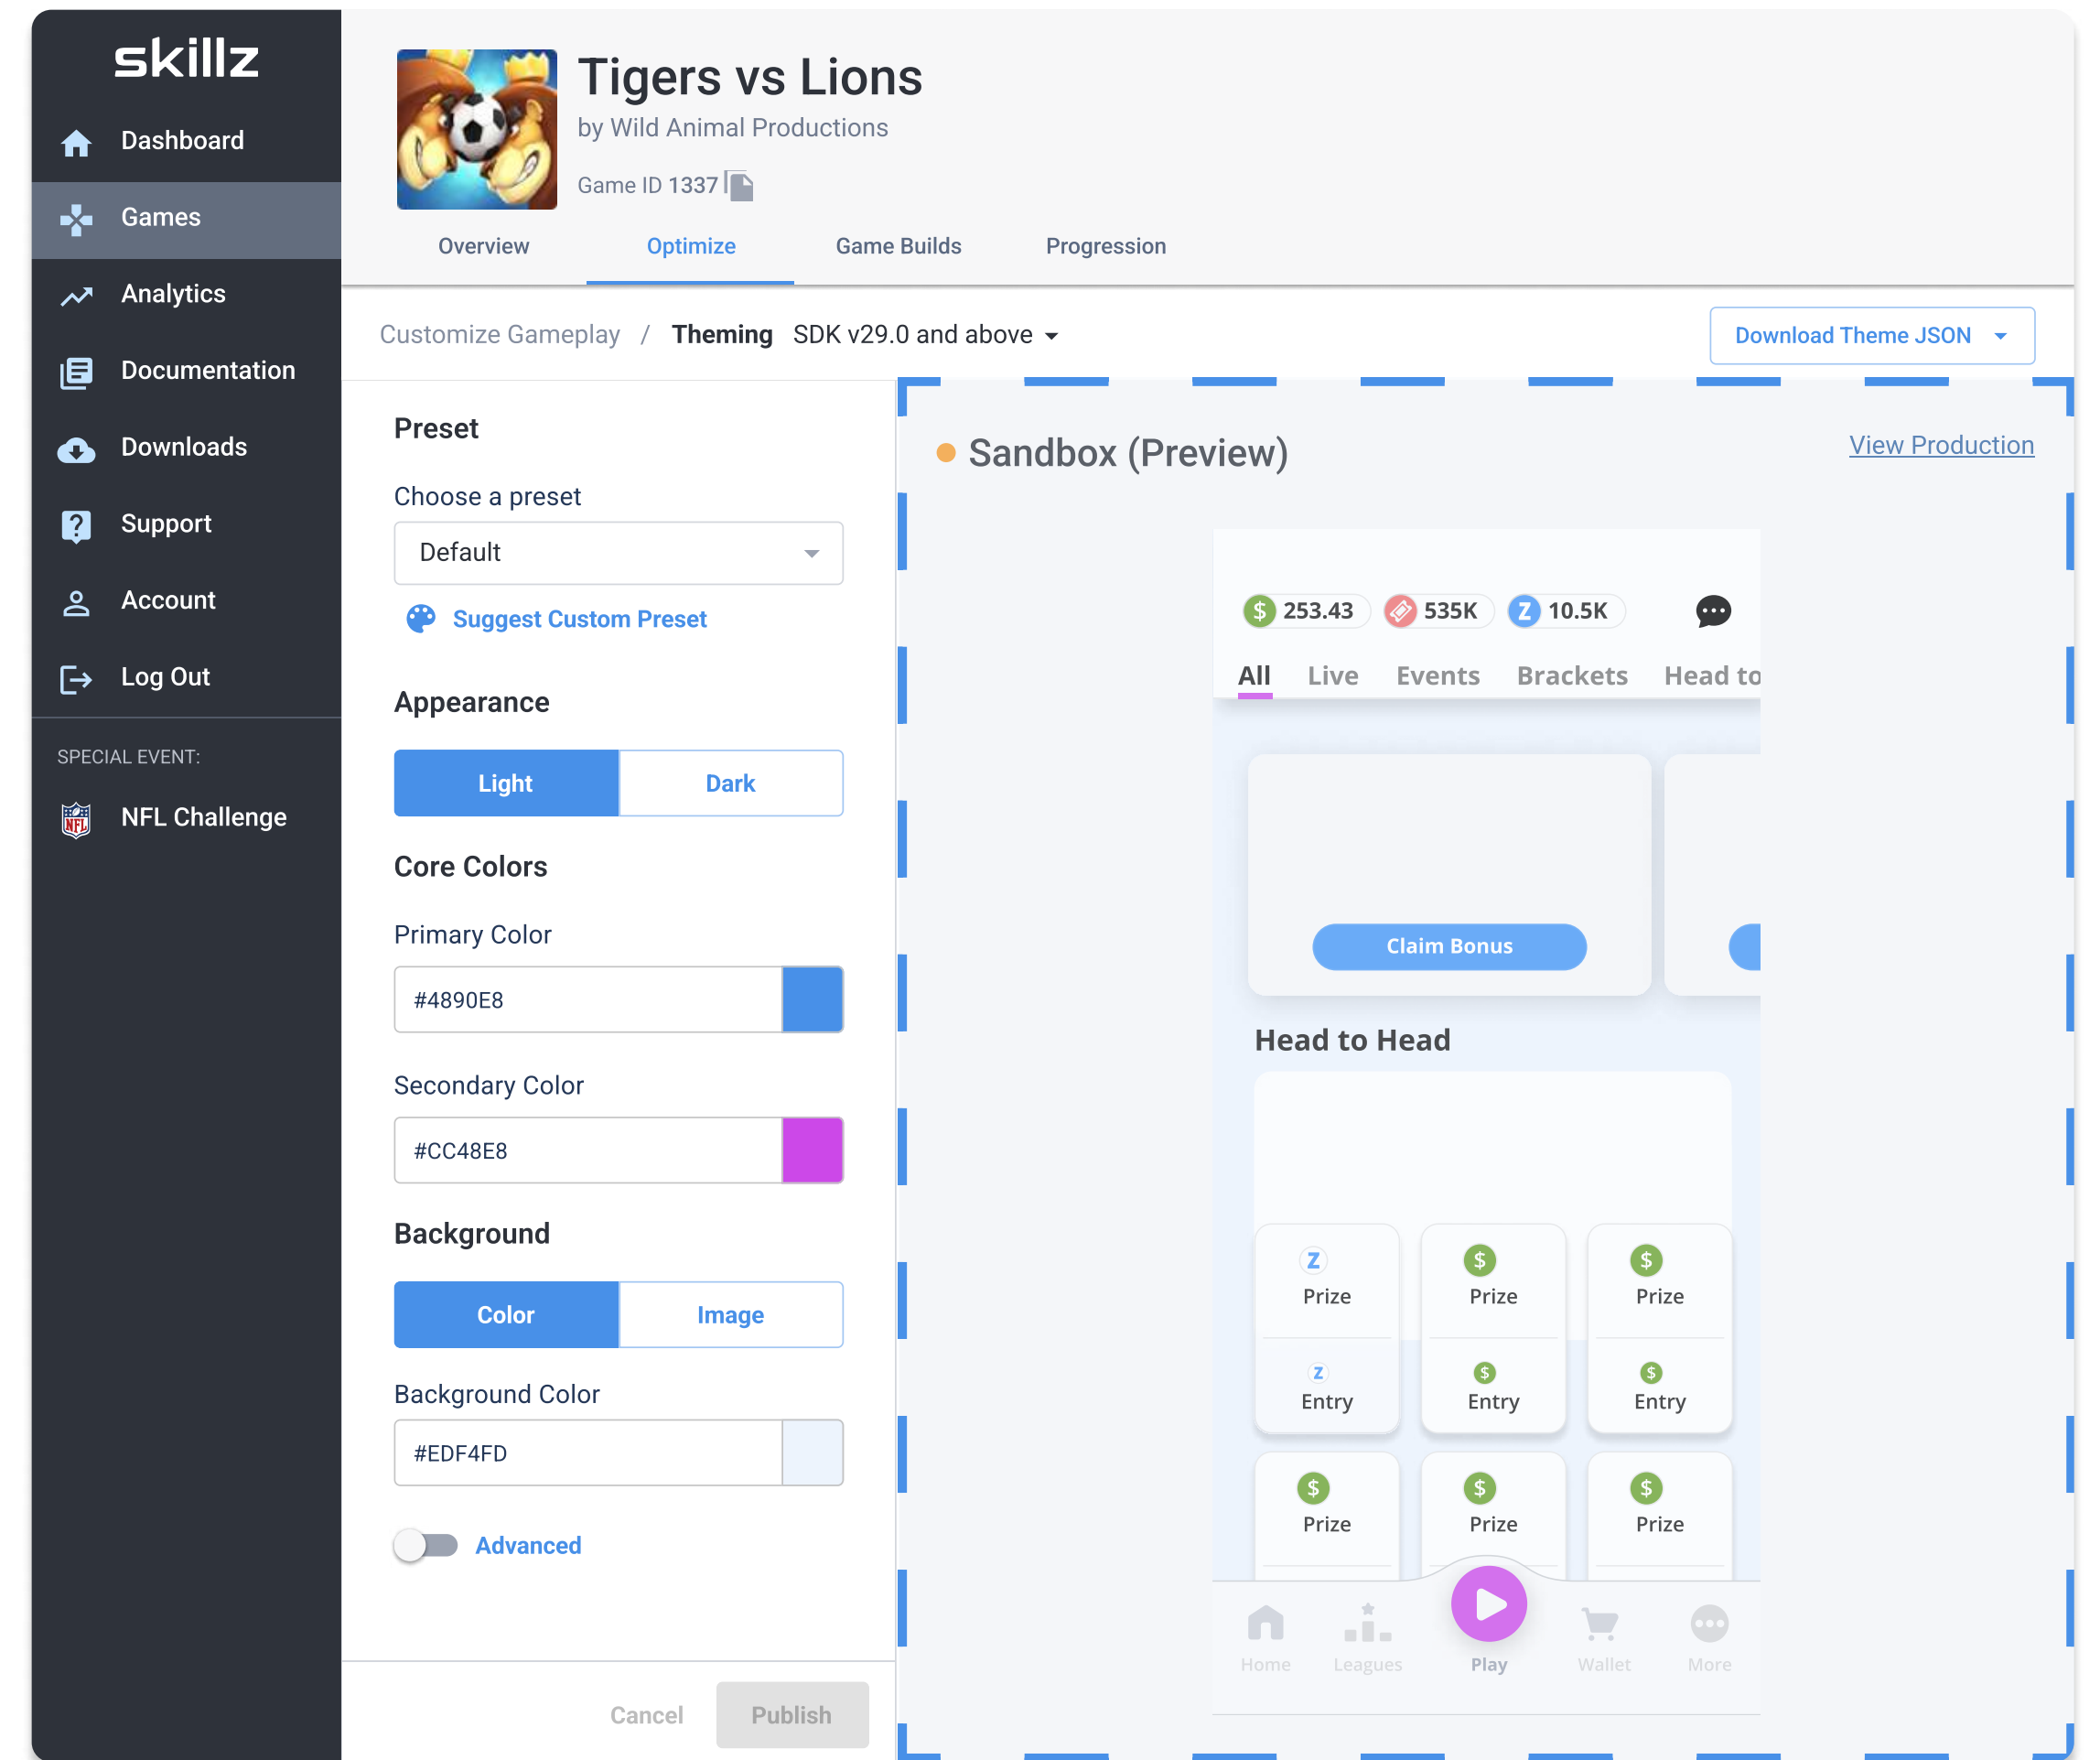 skillz
Dashboard
Games
Analytics
Documentation
Downloads
Support
Account
Log Out
SPECIAL EVENT:
NFL
NFL Challenge
Tigers vs Lions
by Wild Animal Productions
Game ID 1337
Overview Optimize Game Builds Progression
Customize Gameplay / Theming SDK v29.0 and above
Download Theme JSON
Preset
Choose a preset
Default
Suggest Custom Preset
Appearance
Light Dark
Core Colors
Primary Color
#4890E8
Secondary Color
#CC48E8
Background
Color Image
Background Color
#EDF4FD
Advanced
Cancel Publish
Sandbox (Preview)
View Production
$ 253.43 535K Z 10.5K
All Live Events Brackets Head to
Claim Bonus
Head to Head
Z $ $
Prize Prize Prize
Z $ $
Entry Entry Entry
$ $ $
Prize Prize Prize
Home Leagues Play Wallet More